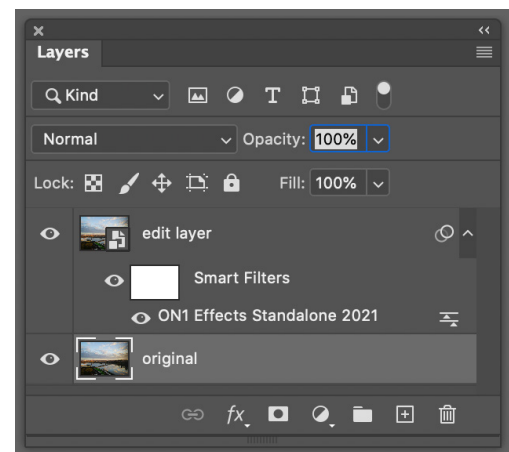 Layers
Kind
Normal Opacity: 100%
Lock: Fill: 100%
edit layer
Smart Filters
ON1 Effects Standalone 2021
original
fx